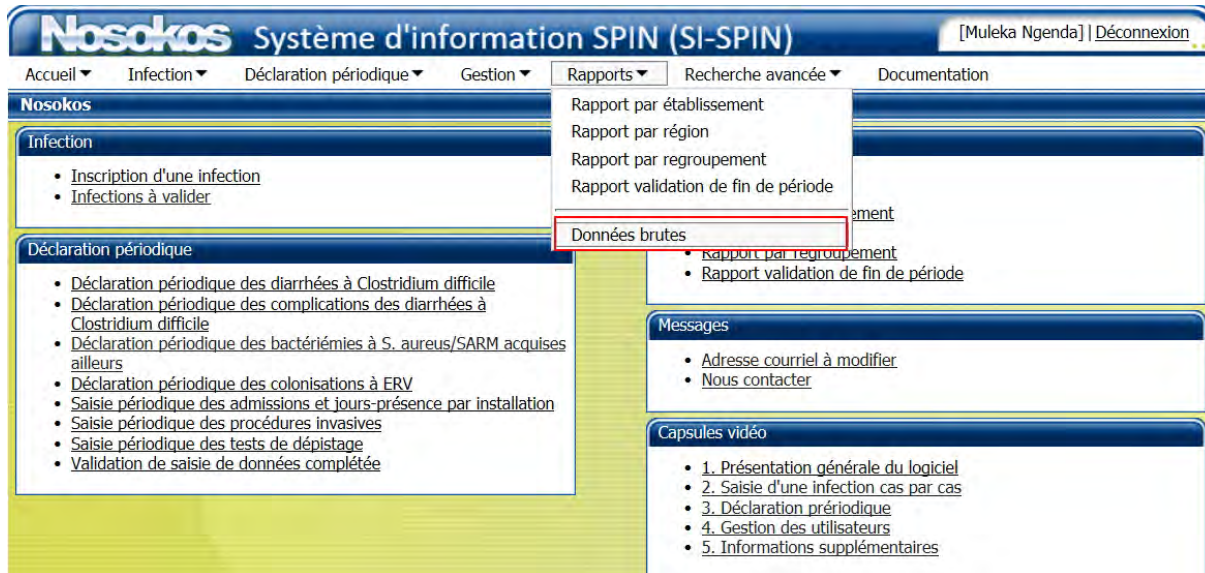 Nosokos Système d'information SPIN (SI-SPIN) [Muleka Ngenda] | Déconnexion
Accueil Infection Déclaration périodique Gestion Rapports Recherche avancée Documentation
Nosokos
Rapport par établissement
Rapport par région
Rapport par regroupement
Rapport validation de fin de période
Données brutes
Infection
• Inscription d'une infection
• Infections à valider
Déclaration périodique
• Déclaration périodique des diarrhées à Clostridium difficile
• Déclaration périodique des complications des diarrhées à
Clostridium difficile
• Déclaration périodique des bactériémies à S. aureus/SARM acquises
ailleurs
• Déclaration périodique des colonisations à ERV
• Saisie périodique des admissions et jours-présence par installation
• Saisie périodique des procédures invasives
• Saisie périodique des tests de dépistage
• Validation de saisie de données complétée
• Rapport par regroupement
• Rapport validation de fin de période
Messages
• Adresse courriel à modifier
• Nous contacter
Capsules vidéo
• 1. Présentation générale du logiciel
• 2. Saisie d'une infection cas par cas
• 3. Déclaration prériodique
• 4. Gestion des utilisateurs
• 5. Informations supplémentaires